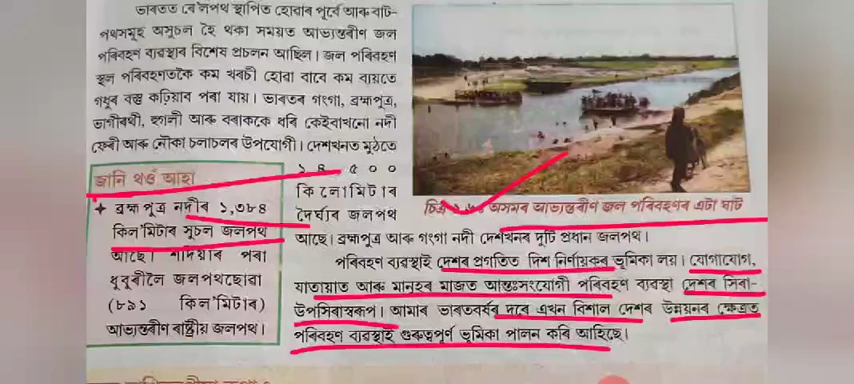 ভাৰতত ৰে'লপথ স্থাপিত হোৱাৰ পূৰ্বে আৰু বাট-
পথসমূহ অসুচল হৈ থকা সময়ত আভ্যন্তৰীণ জল
পৰিবহণ ব্যৱস্থাৰ বিশেষ প্ৰচলন আছিল। জল পৰিবহণ
স্থল পৰিবহণতকৈ কম খৰচী হোৱা বাবে কম ব্যয়তে
গধুৰ বস্তু কঢ়িয়াব পৰা যায়। ভাৰতৰ গংগা, ব্ৰহ্মপুত্ৰ,
ভাগীৰথী, হুগলী আৰু বৰাককে ধৰি কেইবাখনো নদী
ফেৰী আৰু নৌকা চলাচলৰ উপযোগী। দেশখনত মুঠতে
১৪,৫০০
কিলোমিটাৰ
দৈৰ্ঘ্যৰ জলপথ
আছে। ব্ৰহ্মপুত্ৰ আৰু গংগা নদী দেশখনৰ দুটি প্ৰধান জলপথ।
জানি থওঁ আহা
✦ ব্ৰহ্মপুত্ৰ নদীৰ ১,৩৮৪
কিল'মিটাৰ সুচল জলপথ
আছে। শদিয়াৰ পৰা
ধুবুৰীলৈ জলপথছোৱা
(৮৯১ কিল'মিটাৰ)
আভ্যন্তৰীণ ৰাষ্ট্ৰীয় জলপথ।
চিত্ৰ অসমৰ আভ্যন্তৰীণ জল পৰিবহণৰ এটা ঘাট
পৰিবহণ ব্যৱস্থাই দেশৰ প্ৰগতিত দিশ নিৰ্ণায়কৰ ভূমিকা লয়। যোগাযোগ,
যাতায়াত আৰু মানুহৰ মাজত আন্তঃসংযোগী পৰিবহণ ব্যৱস্থা দেশৰ সিৰা-
উপসিৰাস্বৰূপ। আমাৰ ভাৰতবৰ্ষৰ দৰে এখন বিশাল দেশৰ উন্নয়নৰ ক্ষেত্ৰত
পৰিবহণ ব্যৱস্থাই গুৰুত্বপূৰ্ণ ভূমিকা পালন কৰি আহিছে।